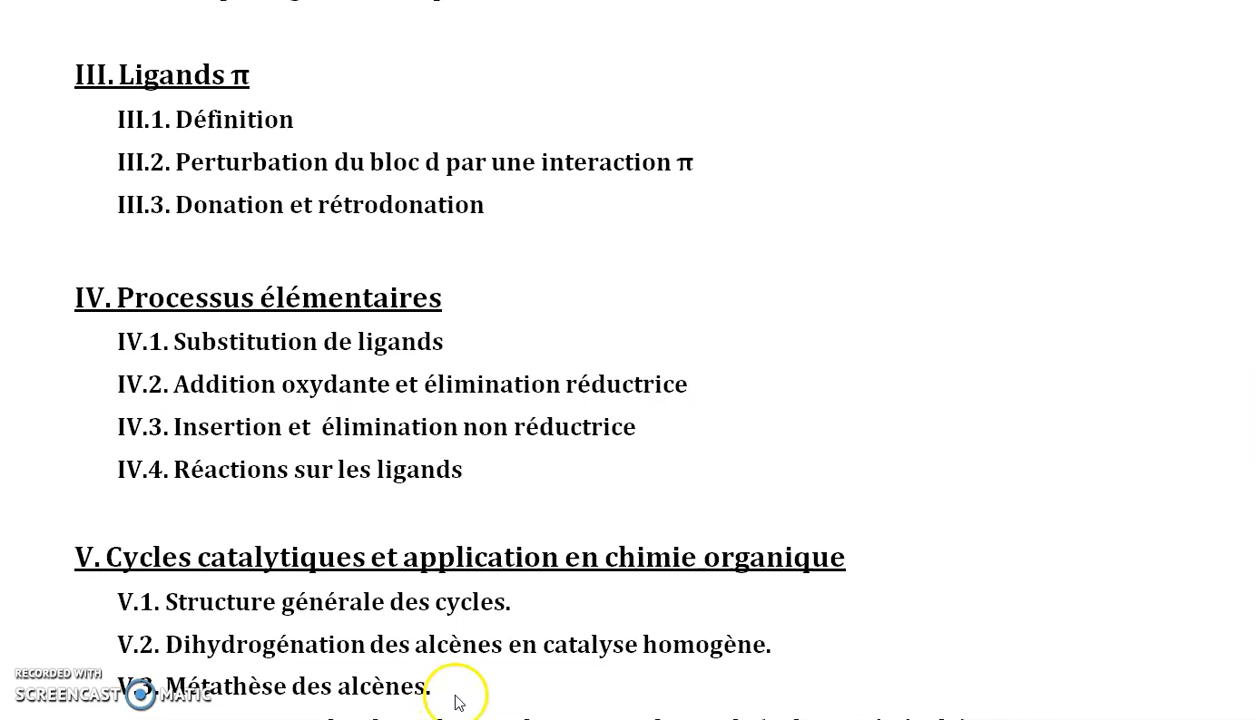 III. Ligands π
III.1. Définition
III.2. Perturbation du bloc d par une interaction π
III.3. Donation et rétrodonation
IV. Processus élémentaires
IV.1. Substitution de ligands
IV.2. Addition oxydante et élimination réductrice
IV.3. Insertion et  élimination non réductrice
IV.4. Réactions sur les ligands
V. Cycles catalytiques et application en chimie organique
V.1. Structure générale des cycles.
V.2. Dihydrogénation des alcènes en catalyse homogène.
RECORDED WITH
V.3. Métathèse des alcènes.
SCREENCAST MATIC